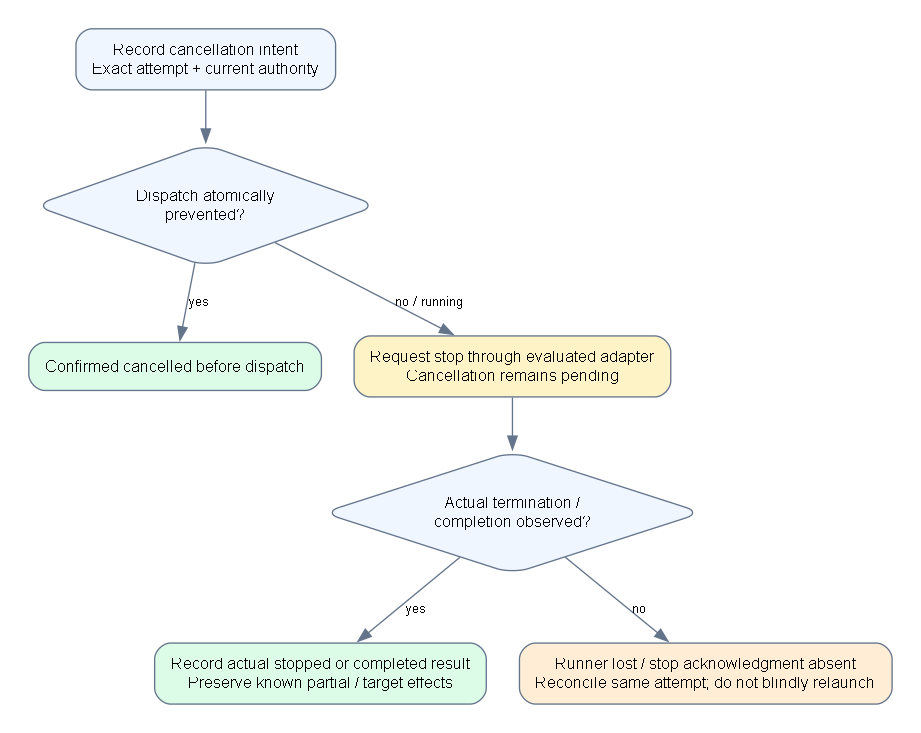 Record cancellation intent
Exact attempt + current authority
Dispatch atomically
prevented?
yes
no / running
Confirmed cancelled before dispatch
Request stop through evaluated adapter
Cancellation remains pending
Actual termination /
completion observed?
yes
no
Record actual stopped or completed result
Preserve known partial / target effects
Runner lost / stop acknowledgment absent
Reconcile same attempt; do not blindly relaunch